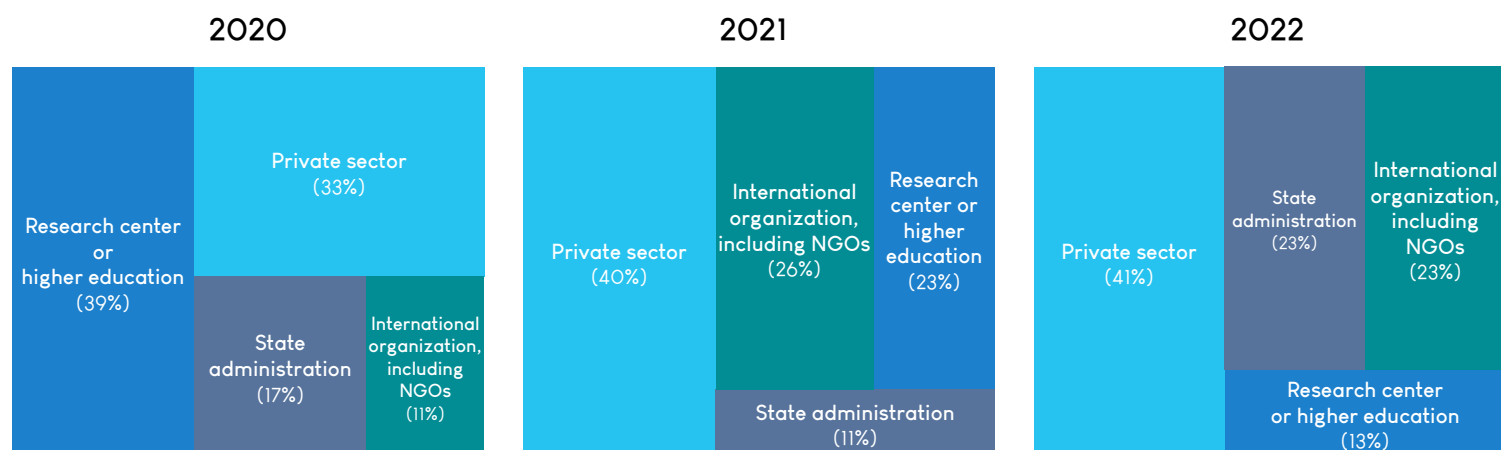 2020
Research center
or
higher education
(39%)
Private sector
(33%)
State
administration
(17%)
International
organization,
including
NGOs
(11%)
2021
Private sector
(40%)
International
organization,
including NGOs
(26%)
Research
center or
higher
education
(23%)
State administration
(11%)
2022
Private sector
(41%)
State
administration
(23%)
International
organization,
including
NGOs
(23%)
Research center
or higher education
(13%)